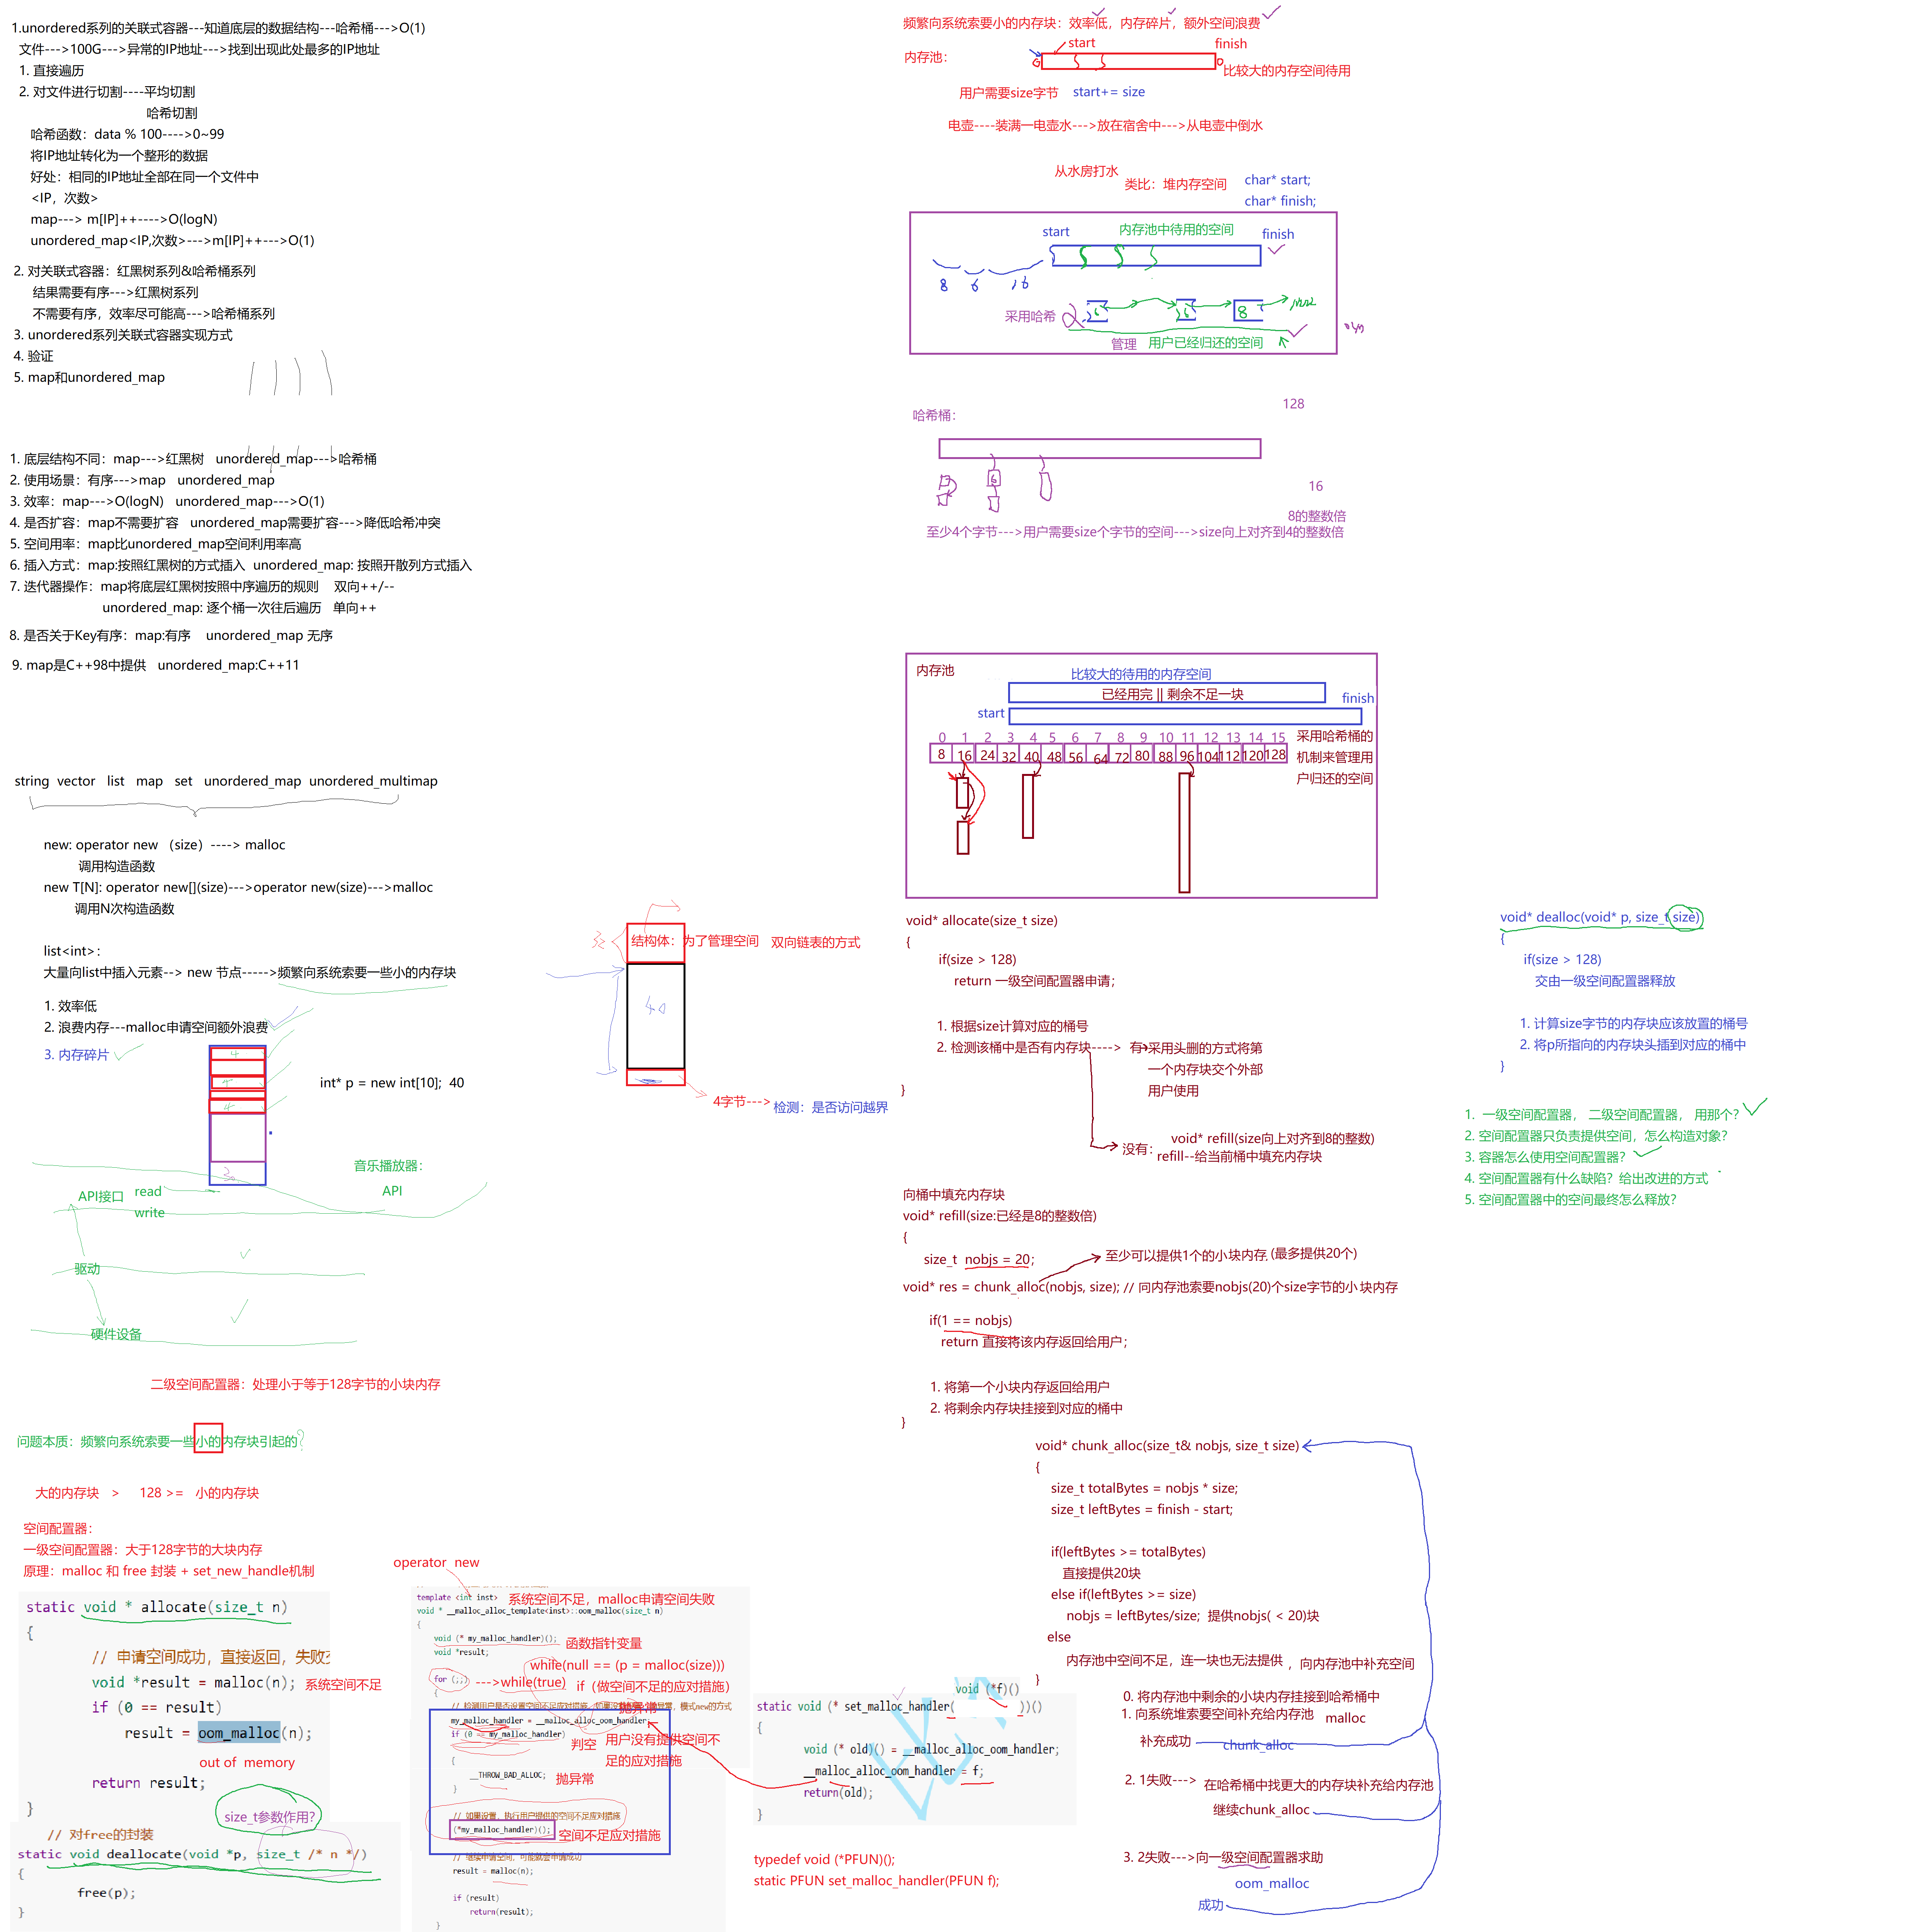 1.unordered系列的关联式容器---知道底层的数据结构---哈希桶--->O(1)
文件--->100G--->异常的IP地址--->找到出现此处最多的IP地址
1. 直接遍历
2. 对文件进行切割----平均切割
哈希切割
哈希函数：data % 100---->0~99
将IP地址转化为一个整形的数据
好处：相同的IP地址全部在同一个文件中
<IP，次数>
map---> m[IP]++---->O(logN)
unordered_map<IP,次数>--->m[IP]++--->O(1)
2. 对关联式容器：红黑树系列&哈希桶系列
结果需要有序--->红黑树系列
不需要有序，效率尽可能高--->哈希桶系列
3. unordered系列关联式容器实现方式
4. 验证
5. map和unordered_map
1. 底层结构不同：map--->红黑树 unordered_map--->哈希桶
2. 使用场景：有序--->map unordered_map
3. 效率：map--->O(logN) unordered_map--->O(1)
4. 是否扩容：map不需要扩容 unordered_map需要扩容--->降低哈希冲突
5. 空间用率：map比unordered_map空间利用率高
6. 插入方式：map:按照红黑树的方式插入 unordered_map: 按照开散列方式插入
7. 迭代器操作：map将底层红黑树按照中序遍历的规则 双向++/--
unordered_map: 逐个桶一次往后遍历 单向++
8. 是否关于Key有序：map:有序 unordered_map 无序
9. map是C++98中提供 unordered_map:C++11
string vector list map set unordered_map unordered_multimap
new: operator new （size）----> malloc
调用构造函数
new T[N]: operator new[](size)--->operator new(size)--->malloc
调用N次构造函数
list<int>：
大量向list中插入元素--> new 节点----->频繁向系统索要一些小的内存块
1. 效率低
2. 浪费内存---malloc申请空间额外浪费
3. 内存碎片
4
4
4
int* p = new int[10]; 40
结构体：为了管理空间 双向链表的方式
40
4字节--->
检测：是否访问越界
音乐播放器：
API
API接口
read
write
驱动
硬件设备
二级空间配置器：处理小于等于128字节的小块内存
问题本质：频繁向系统索要一些小的内存块引起的?
大的内存块 > 128 >= 小的内存块
空间配置器：
一级空间配置器：大于128字节的大块内存
原理：malloc 和 free 封装 + set_new_handle机制
static void * allocate(size_t n)
{
// 申请空间成功，直接返回，失败
void *result = malloc(n); 系统空间不足
if (0 == result)
result = oom_malloc(n);
out of memory
return result;
}
size_t参数作用？
// 对free的封装
static void deallocate(void *p, size_t /* n */)
{
free(p);
}
operator new
template <int inst> 系统空间不足，malloc申请空间失败
void * __malloc_alloc_template<inst>::oom_malloc(size_t n)
{
void (* my_malloc_handler)(); 函数指针变量
void *result;
while(null == (p = malloc(size)))
for (;;) --->while(true) if（做空间不足的应对措施）
{
抛异常
my_malloc_handler = __malloc_alloc_oom_handler;
if (0 == my_malloc_handler) 判空 用户没有提供空间不足的应对措施
{
__THROW_BAD_ALLOC; 抛异常
}
// 如果设置，执行用户提供的空间不足应对措施
(*my_malloc_handler)(); 空间不足应对措施
// 继续申请空间，可能就会申请成功
result = malloc(n);
if (result)
return(result);
}
void (*f)()
static void (* set_malloc_handler( ))()
{
void (* old)() = __malloc_alloc_oom_handler;
__malloc_alloc_oom_handler = f;
return(old);
}
typedef void (*PFUN)();
static PFUN set_malloc_handler(PFUN f);
频繁向系统索要小的内存块：效率低，内存碎片，额外空间浪费
start finish
内存池：
比较大的内存空间待用
用户需要size字节 start+= size
电壶----装满一电壶水--->放在宿舍中--->从电壶中倒水
从水房打水
类比：堆内存空间
char* start;
char* finish;
start 内存池中待用的空间 finish
8 6 16
采用哈希 16 16 8
管理 用户已经归还的空间
哈希桶：
128
16
8的整数倍
至少4个字节--->用户需要size个字节的空间--->size向上对齐到4的整数倍
内存池
比较大的待用的内存空间
已经用完 || 剩余不足一块
finish
start
0 1 2 3 4 5 6 7 8 9 10 11 12 13 14 15
8 16 24 32 40 48 56 64 72 80 88 96 104 112 120 128
采用哈希桶的
机制来管理用
户归还的空间
void* allocate(size_t size)
{
if(size > 128)
return 一级空间配置器申请；
1. 根据size计算对应的桶号
2. 检测该桶中是否有内存块----> 有 采用头删的方式将第
一个内存块交个外部
用户使用
}
没有： void* refill(size向上对齐到8的整数)
refill--给当前桶中填充内存块
向桶中填充内存块
void* refill(size:已经是8的整数倍)
{
size_t nobjs = 20； 至少可以提供1个的小块内存 (最多提供20个)
void* res = chunk_alloc(nobjs, size); // 向内存池索要nobjs(20)个size字节的小块内存
if(1 == nobjs)
return 直接将该内存返回给用户；
1. 将第一个小块内存返回给用户
2. 将剩余内存块挂接到对应的桶中
}
void* chunk_alloc(size_t& nobjs, size_t size)
{
size_t totalBytes = nobjs * size;
size_t leftBytes = finish - start;
if(leftBytes >= totalBytes)
直接提供20块
else if(leftBytes >= size)
nobjs = leftBytes/size; 提供nobjs( < 20)块
else
内存池中空间不足，连一块也无法提供 ，向内存池中补充空间
}
0. 将内存池中剩余的小块内存挂接到哈希桶中
1. 向系统堆索要空间补充给内存池 malloc
补充成功 chunk_alloc
2. 1失败---> 在哈希桶中找更大的内存块补充给内存池
继续chunk_alloc
3. 2失败--->向一级空间配置器求助
oom_malloc
成功
void* dealloc(void* p, size_t size)
{
if(size > 128)
交由一级空间配置器释放
1. 计算size字节的内存块应该放置的桶号
2. 将p所指向的内存块头插到对应的桶中
}
1. 一级空间配置器， 二级空间配置器， 用那个？
2. 空间配置器只负责提供空间，怎么构造对象？
3. 容器怎么使用空间配置器？
4. 空间配置器有什么缺陷？给出改进的方式
5. 空间配置器中的空间最终怎么释放？